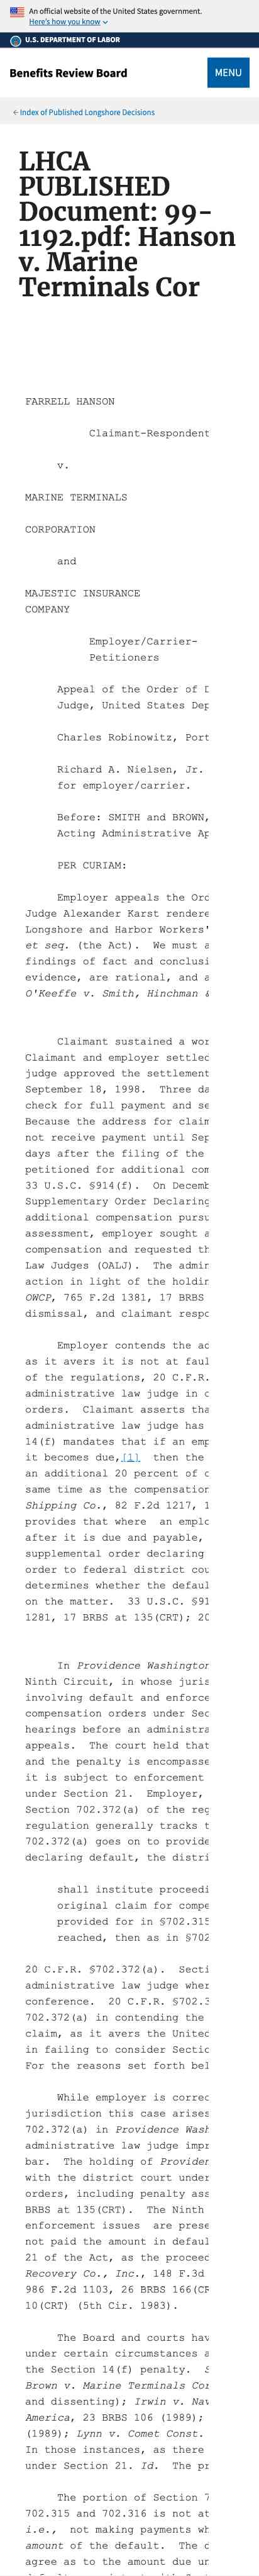 An official website of the United States government.
Here's how you know
U.S. DEPARTMENT OF LABOR
Benefits Review Board
MENU
← Index of Published Longshore Decisions
LHCA
PUBLISHED
Document: 99-
1192.pdf: Hanson
v. Marine
Terminals Cor
FARRELL HANSON
Claimant-Respondent
v.
MARINE TERMINALS
CORPORATION
and
MAJESTIC INSURANCE
COMPANY
Employer/Carrier-
Petitioners
Appeal of the Order of D
Judge, United States Dep
Charles Robinowitz, Port
Richard A. Nielsen, Jr.
for employer/carrier.
Before: SMITH and BROWN,
Acting Administrative Ap
PER CURIAM:
Employer appeals the Ord
Judge Alexander Karst rendere
Longshore and Harbor Workers'
et seq. (the Act).  We must a
findings of fact and conclusi
evidence, are rational, and a
O'Keeffe v. Smith, Hinchman &
Claimant sustained a wor
Claimant and employer settled
judge approved the settlement
September 18, 1998.  Three da
check for full payment and se
Because the address for claim
not receive payment until Sep
days after the filing of the
petitioned for additional com
33 U.S.C. §914(f).  On Decemb
Supplementary Order Declaring
additional compensation pursu
assessment, employer sought a
compensation and requested th
Law Judges (OALJ).  The admin
action in light of the holdin
OWCP, 765 F.2d 1381, 17 BRBS
dismissal, and claimant respo
Employer contends the ad
as it avers it is not at faul
of the regulations, 20 C.F.R.
administrative law judge in c
orders.  Claimant asserts tha
administrative law judge has
14(f) mandates that if an emp
it becomes due,[1]  then the
an additional 20 percent of c
same time as the compensation
Shipping Co., 82 F.2d 1217, 1
provides that where  an emplo
after it is due and payable,
supplemental order declaring
order to federal district cou
determines whether the defaul
on the matter.  33 U.S.C. §91
1281, 17 BRBS at 135(CRT); 20
In Providence Washington
Ninth Circuit, in whose juris
involving default and enforce
compensation orders under Sec
hearings before an administra
appeals.  The court held that
and the penalty is encompasse
it is subject to enforcement
under Section 21.  Employer,
Section 702.372(a) of the reg
regulation generally tracks t
702.372(a) goes on to provide
declaring default, the distri
shall institute proceedi
original claim for compe
provided for in §702.315
reached, then as in §702
20 C.F.R. §702.372(a).  Secti
administrative law judge wher
conference.  20 C.F.R. §702.3
702.372(a) in contending the
claim, as it avers the United
in failing to consider Sectio
For the reasons set forth bel
While employer is correc
jurisdiction this case arises
702.372(a) in Providence Wash
administrative law judge impr
bar.  The holding of Providen
with the district court under
orders, including penalty ass
BRBS at 135(CRT).  The Ninth
enforcement issues  are prese
not paid the amount in defaul
21 of the Act, as the proceed
Recovery Co., Inc., 148 F.3d
986 F.2d 1103, 26 BRBS 166(CR
10(CRT) (5th Cir. 1983).
The Board and courts hav
under certain circumstances a
the Section 14(f) penalty.  S
Brown v. Marine Terminals Cor
and dissenting); Irwin v. Nav
America, 23 BRBS 106 (1989);
(1989); Lynn v. Comet Const.
In those instances, as there
under Section 21. Id.  The pr
The portion of Section 7
702.315 and 702.316 is not at
i.e.,  not making payments wh
amount of the default.  The d
agree as to the amount due un